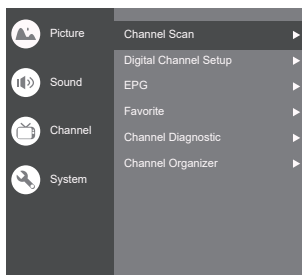 Picture
Sound
Channel
System
Channel Scan
Digital Channel Setup
EPG
Favorite
Channel Diagnostic
Channel Organizer